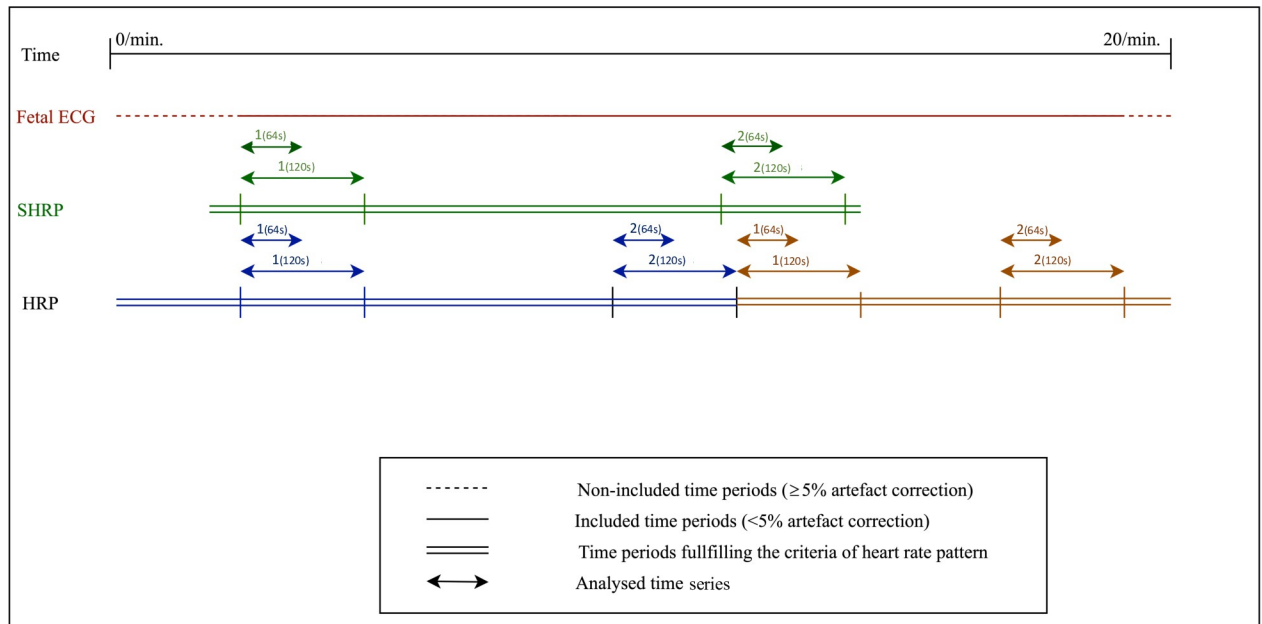 0/min.
20/min.
Time
Fetal ECG
1(64s)
2(64s)
1(120s)
2(120s)
SHRP
1(64s)
2(64s)
1(64s)
2(64s)
1(120s)
2(120s)
1(120s)
2(120s)
HRP
Non-included time periods (≥5% artefact correction)
Included time periods (<5% artefact correction)
Time periods fullfilling the criteria of heart rate pattern
Analysed time series